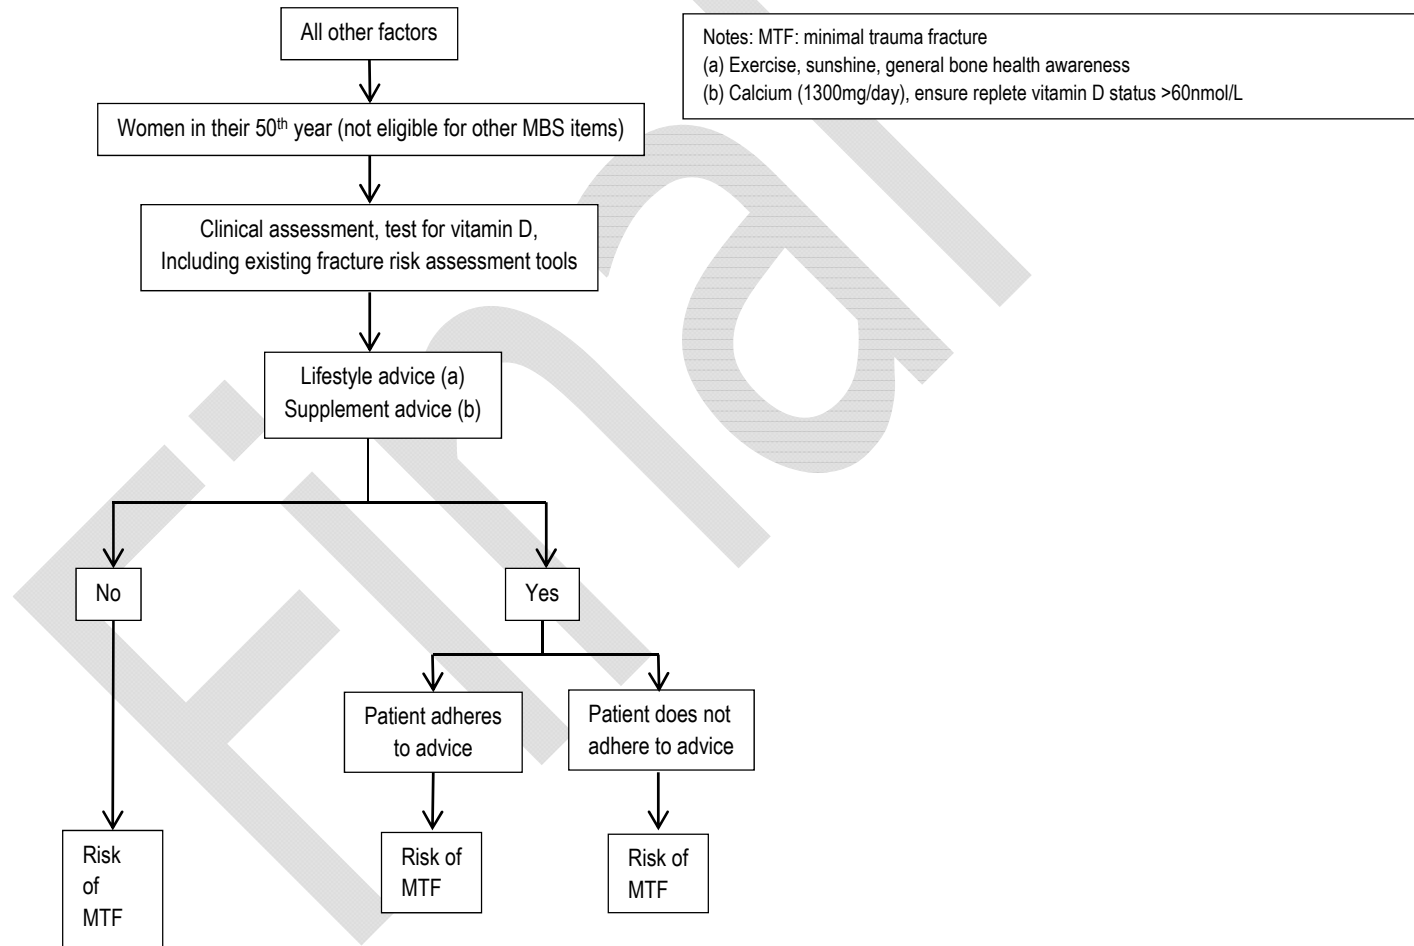 All other factors
Notes: MTF: minimal trauma fracture
(a) Exercise, sunshine, general bone health awareness
(b) Calcium (1300mg/day), ensure replete vitamin D status >60nmol/L
Women in their 50th year (not eligible for other MBS items)
Clinical assessment, test for vitamin D,
Including existing fracture risk assessment tools
Lifestyle advice (a)
Supplement advice (b)
No
Yes
Patient adheres
to advice
Patient does not
adhere to advice
Risk
of
MTF
Risk of
MTF
Risk of
MTF
Final